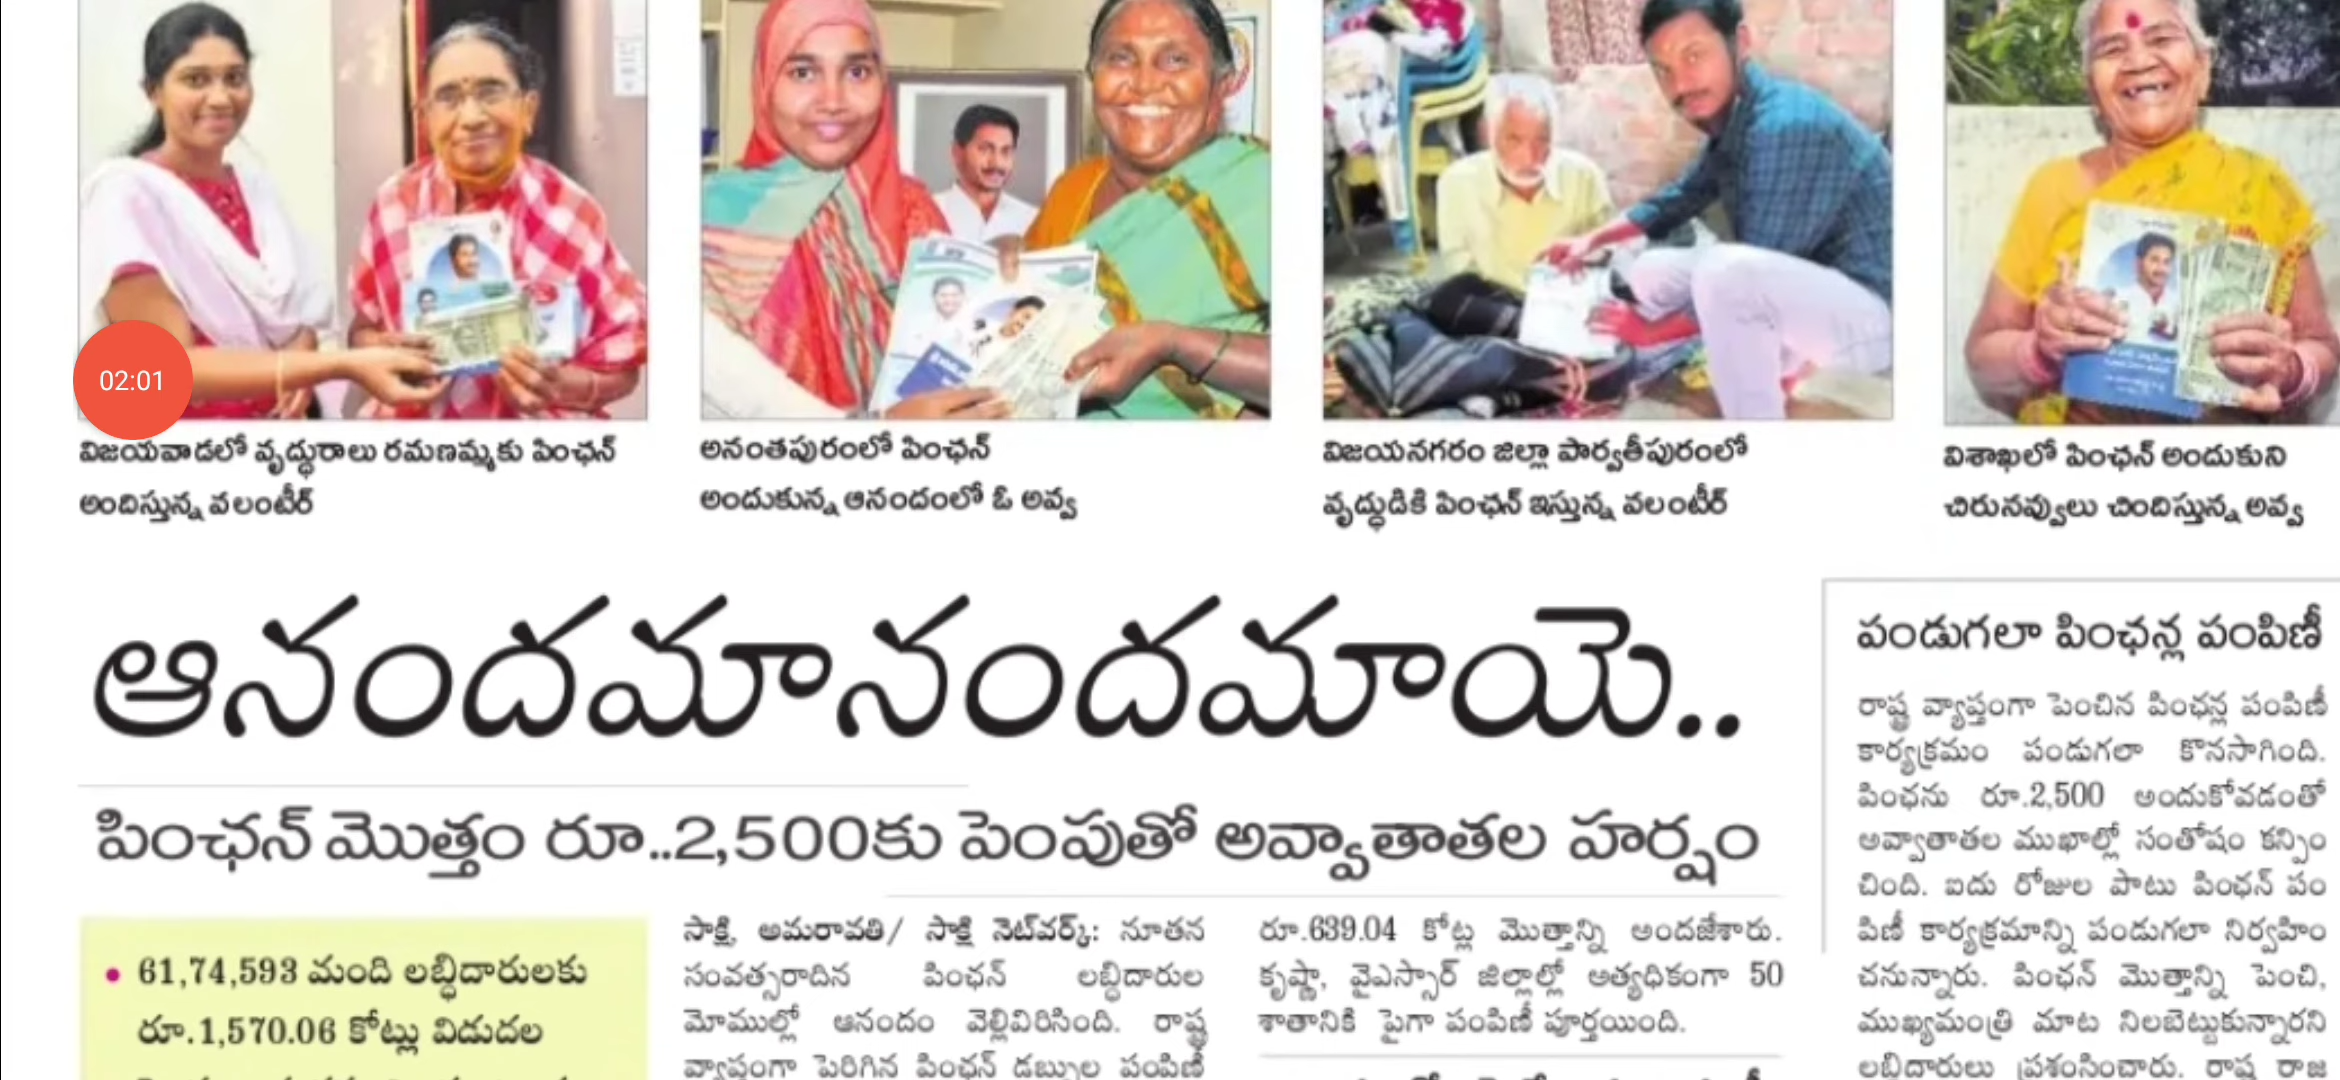 02:01
విజయవాడలో వృద్ధురాలు రమణమ్మకు పింఛన్
అందిస్తున్న వలంటీర్
అనంతపురంలో పింఛన్
అందుకున్న ఆనందంలో ఓ అవ్వ
విజయనగరం జిల్లా పార్వతీపురంలో
వృద్ధుడికి పింఛన్ ఇస్తున్న వలంటీర్
విశాఖలో పింఛన్ అందుకుని
చిరునవ్వులు చిందిస్తున్న అవ్వ
ఆనందమానందమాయె..
పింఛన్ మొత్తం రూ..2,500కు పెంపుతో అవ్వాతాతల హర్షం
• 61,74,593 మంది లబ్ధిదారులకు
రూ.1,570.06 కోట్లు విడుదల
సాక్షి, అమరావతి/ సాక్షి నెట్‌వర్క్: నూతన
సంవత్సరాదిన పింఛన్ లబ్ధిదారుల
మోముల్లో ఆనందం వెల్లివిరిసింది. రాష్ట్ర
వ్యాప్తంగా పెరిగిన పింఛన్ డబ్బుల పంపిణీ
రూ.639.04 కోట్ల మొత్తాన్ని అందజేశారు.
కృష్ణా, వైఎస్సార్ జిల్లాల్లో అత్యధికంగా 50
శాతానికి పైగా పంపిణీ పూర్తయింది.
పండుగలా పింఛన్ల పంపిణీ
రాష్ట్ర వ్యాప్తంగా పెంచిన పింఛన్ల పంపిణీ
కార్యక్రమం పండుగలా కొనసాగింది.
పింఛను రూ.2,500 అందుకోవడంతో
అవ్వాతాతల ముఖాల్లో సంతోషం కన్పిం
చింది. ఐదు రోజుల పాటు పింఛన్ పం
పిణీ కార్యక్రమాన్ని పండుగలా నిర్వహిం
చనున్నారు. పింఛన్ మొత్తాన్ని పెంచి,
ముఖ్యమంత్రి మాట నిలబెట్టుకున్నారని
లబ్ధిదారులు ప్రశంసించారు. రాష్ట్ర రాజ